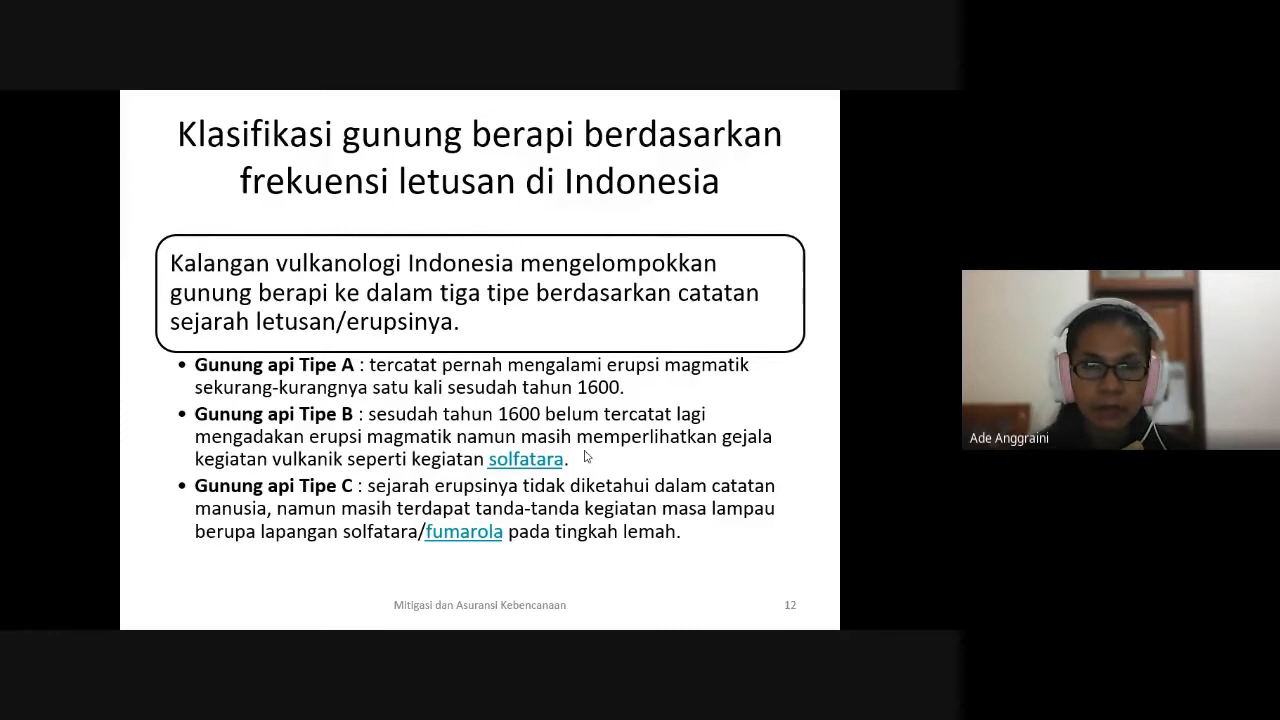 Klasifikasi gunung berapi berdasarkan
frekuensi letusan di Indonesia
Kalangan vulkanologi Indonesia mengelompokkan
gunung berapi ke dalam tiga tipe berdasarkan catatan
sejarah letusan/erupsinya.
• Gunung api Tipe A : tercatat pernah mengalami erupsi magmatik
sekurang-kurangnya satu kali sesudah tahun 1600.
• Gunung api Tipe B : sesudah tahun 1600 belum tercatat lagi
mengadakan erupsi magmatik namun masih memperlihatkan gejala
kegiatan vulkanik seperti kegiatan solfatara.
• Gunung api Tipe C : sejarah erupsinya tidak diketahui dalam catatan
manusia, namun masih terdapat tanda-tanda kegiatan masa lampau
berupa lapangan solfatara/fumarola pada tingkah lemah.
Mitigasi dan Asuransi Kebencanaan
12
Ade Anggraini